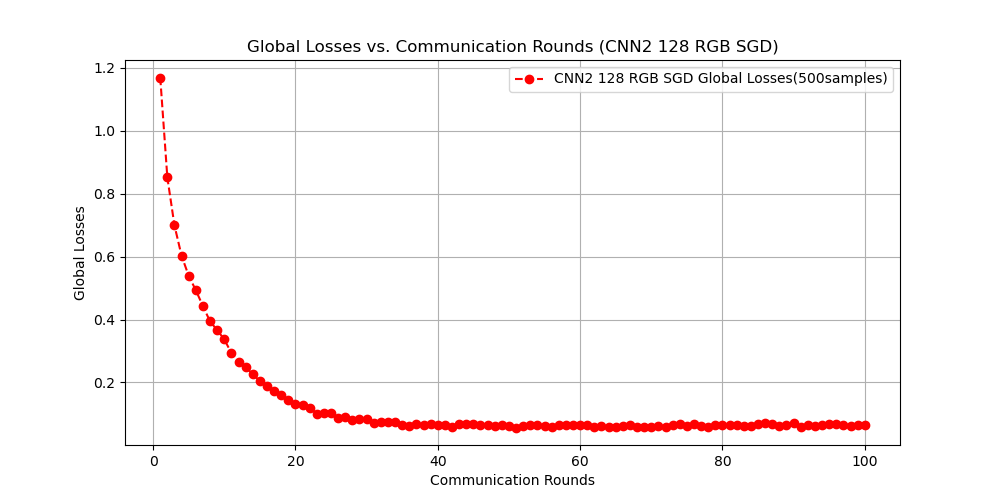 Global Losses vs. Communication Rounds (CNN2 128 RGB SGD)
CNN2 128 RGB SGD Global Losses(500samples)
Global Losses
1.2
1.0
0.8
0.6
0.4
0.2
0 20 40 60 80 100
Communication Rounds